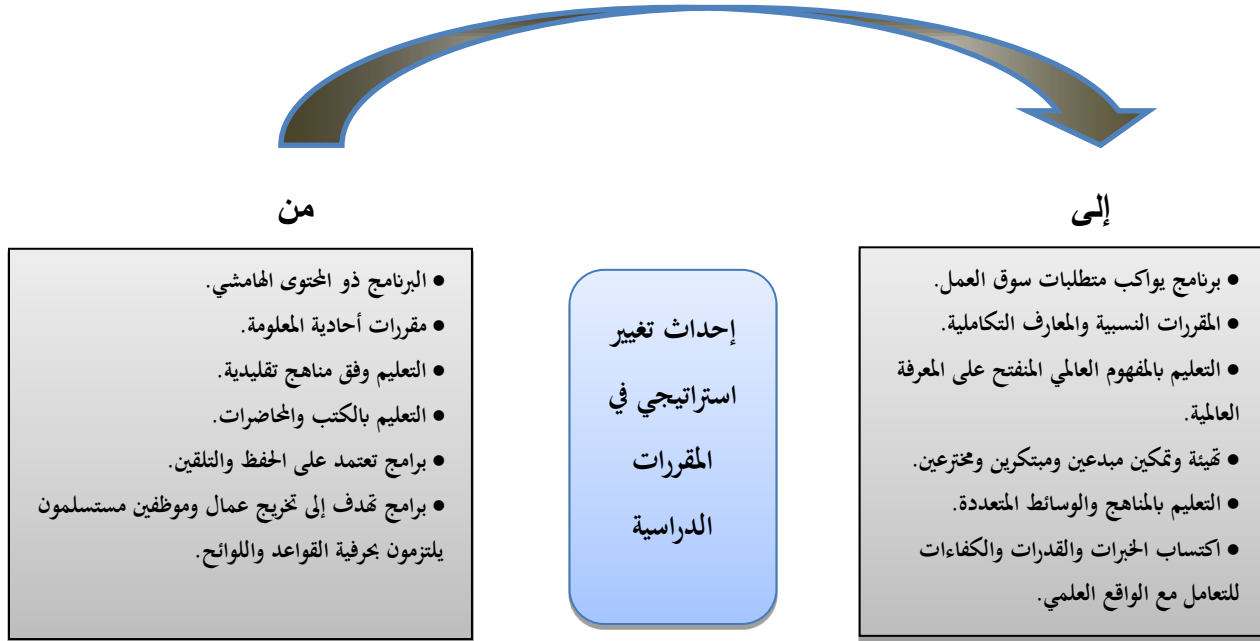 من
إلى
• البرنامج ذو المحتوى الهامشي.
• مقررات أحادية المعلومة.
• التعليم وفق مناهج تقليدية.
• التعليم بالكتب والمحاضرات.
• برامج تعتمد على الحفظ والتلقين.
• برامج تهدف إلى تخريج عمال وموظفين مستسلمون
يلتزمون بحرفية القواعد واللوائح.
إحداث تغيير
استراتيجي في
المقررات
الدراسية
• برنامج يواكب متطلبات سوق العمل.
• المقررات النسبية والمعارف التكاملية.
• التعليم بالمفهوم العالمي المنفتح على المعرفة
العالمية.
• تهيئة وتمكين مبدعين ومبتكرين ومخترعين.
• التعليم بالمناهج والوسائط المتعددة.
• اكتساب الخبرات والقدرات والكفاءات
للتعامل مع الواقع العلمي.